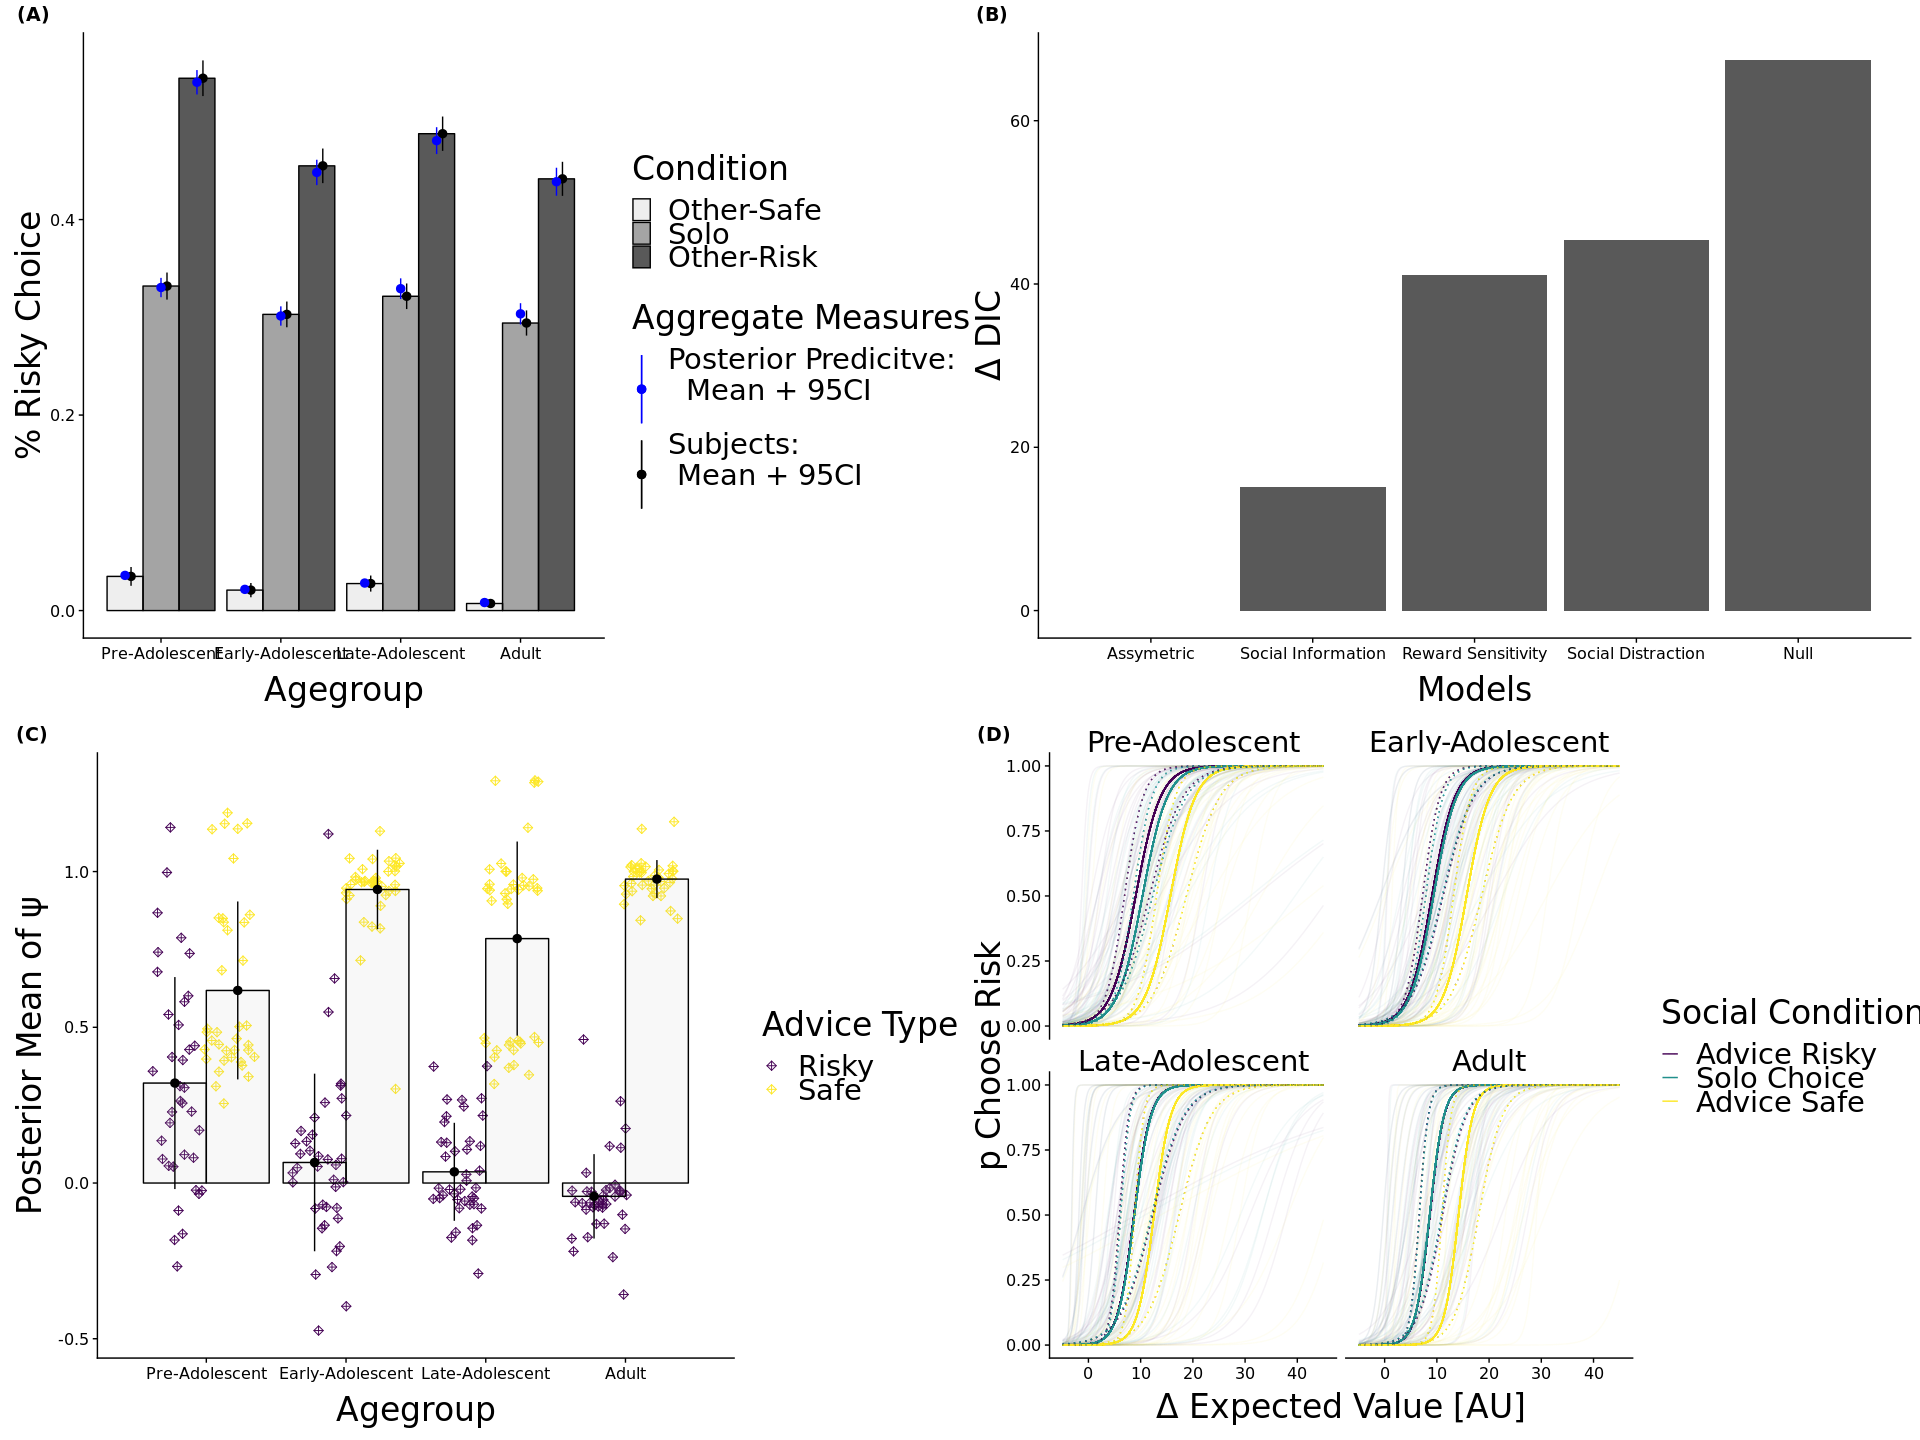 (A)
% Risky Choice
0.4
0.2
0.0
Pre-Adolescent
Early-Adolescent
Late-Adolescent
Adult
Agegroup
Condition
Other-Safe
Solo
Other-Risk
Aggregate Measures
Posterior Predicitve:
Mean + 95CI
Subjects:
Mean + 95CI
(B)
Δ DIC
60
40
20
0
Assymetric
Social Information
Reward Sensitivity
Social Distraction
Null
Models
(C)
Posterior Mean of ψ
1.0
0.5
0.0
-0.5
Pre-Adolescent
Early-Adolescent
Late-Adolescent
Adult
Agegroup
Advice Type
Risky
Safe
(D)
p Choose Risk
Pre-Adolescent
Early-Adolescent
1.00
0.75
0.50
0.25
0.00
Late-Adolescent
Adult
1.00
0.75
0.50
0.25
0.00
0 10 20 30 40
0 10 20 30 40
Δ Expected Value [AU]
Social Condition
Advice Risky
Solo Choice
Advice Safe